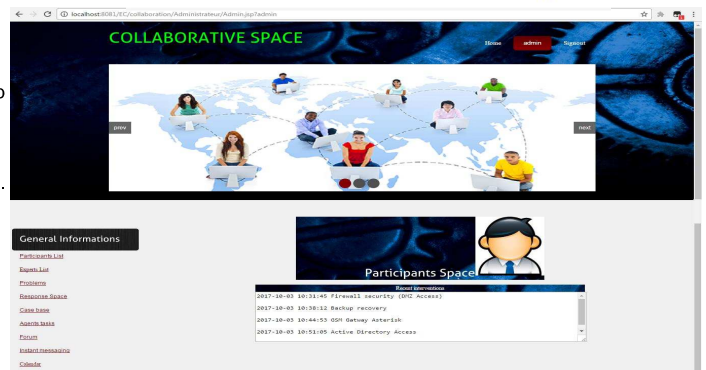 localhost:8081/EC/collaboration/Administrateur/Admin.jsp?admin
COLLABORATIVE SPACE
Home admin Signout
prev next
General Informations
Participants List
Experts List
Problems
Response Space
Case base
Agents tasks
Forum
Instant messaging
Calendar
Participants Space
Recent interventions
2017-10-03 10:31:45 Firewall security (DMZ Access)
2017-10-03 10:38:12 Backup recovery
2017-10-03 10:44:53 GSM Getway Asterisk
2017-10-03 10:51:05 Active Directory Access